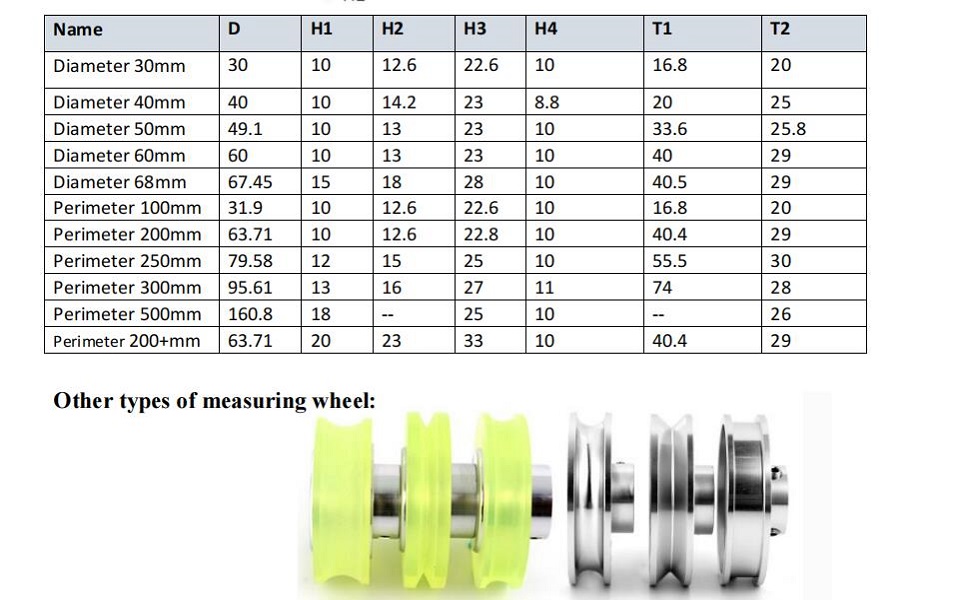 Name D H1 H2 H3 H4 T1 T2
Diameter 30mm 30 10 12.6 22.6 10 16.8 20
Diameter 40mm 40 10 14.2 23 8.8 20 25
Diameter 50mm 49.1 10 13 23 10 33.6 25.8
Diameter 60mm 60 10 13 23 10 40 29
Diameter 68mm 67.45 15 18 28 10 40.5 29
Perimeter 100mm 31.9 10 12.6 22.6 10 16.8 20
Perimeter 200mm 63.71 10 12.6 22.8 10 40.4 29
Perimeter 250mm 79.58 12 15 25 10 55.5 30
Perimeter 300mm 95.61 13 16 27 11 74 28
Perimeter 500mm 160.8 18 -- 25 10 -- 26
Perimeter 200+mm 63.71 20 23 33 10 40.4 29
Other types of measuring wheel: